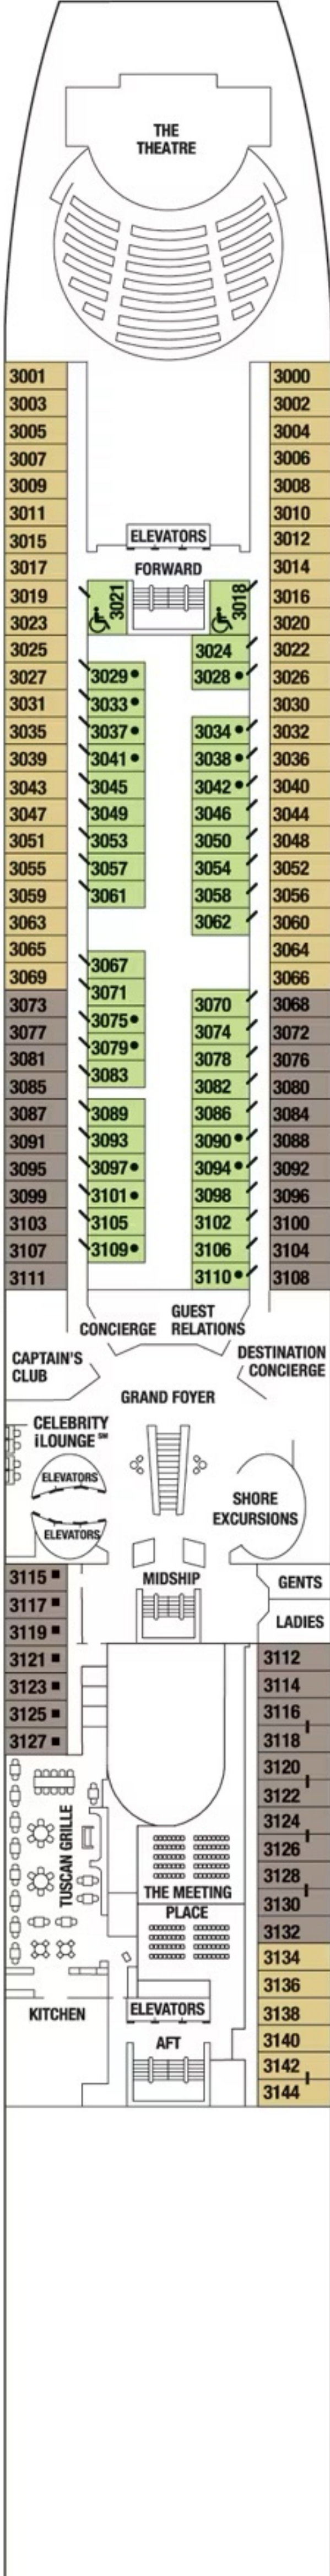 THE
THEATRE
3001 3000
3003 3002
3005 3004
3007 3006
3009 3008
3011 3010
3015 ELEVATORS 3012
3017 FORWARD 3014
3019 3021 3018 3016
3023 3020
3025 3024 3022
3027 3029 3028 3026
3031 3033 3030
3035 3037 3034 3032
3039 3041 3038 3036
3043 3045 3042 3040
3047 3049 3046 3044
3051 3053 3050 3048
3055 3057 3054 3052
3059 3061 3058 3056
3063 3062 3060
3065 3067 3064
3069 3071 3066
3073 3075 3070 3068
3077 3079 3074 3072
3081 3083 3078 3076
3085 3082 3080
3087 3089 3086 3084
3091 3093 3090 3088
3095 3097 3094 3092
3099 3101 3098 3096
3103 3105 3102 3100
3107 3109 3106 3104
3111 3110 3108
CONCIERGE
GUEST
RELATIONS
CAPTAIN'S
CLUB
DESTINATION
CONCIERGE
GRAND FOYER
CELEBRITY
iLOUNGE℠
ELEVATORS
ELEVATORS
SHORE
EXCURSIONS
3115 MIDSHIP GENTS
3117
3119 LADIES
3121 3112
3123 3114
3125 3116
3127 3118
3120
3122
3124
3126
3128
3130
3132
TUSCAN GRILLE
THE MEETING
PLACE
3134
3136
KITCHEN ELEVATORS 3138
AFT 3140
3142
3144